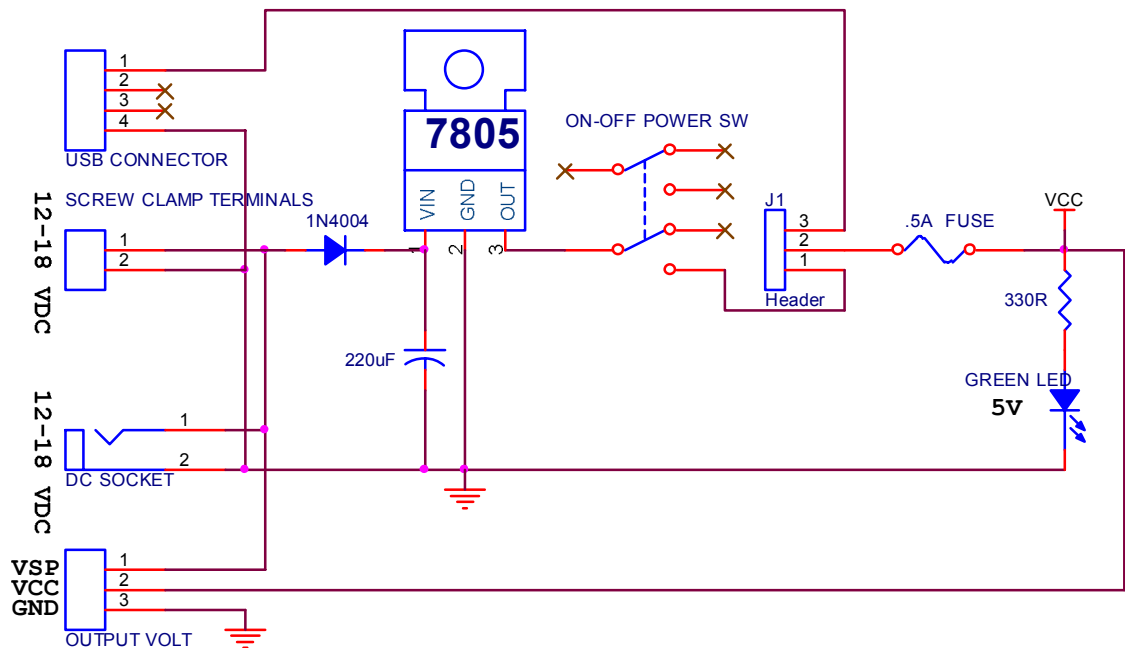 1
2
3
4
USB CONNECTOR
7805
VIN
GND
OUT
1
2
3
ON-OFF POWER SW
SCREW CLAMP TERMINALS
12-18 VDC
1
2
1N4004
J1
3
2
1
Header
.5A FUSE
VCC
330R
220uF
GREEN LED
5V
12-18 VDC
1
2
DC SOCKET
VSP
VCC
GND
1
2
3
OUTPUT VOLT